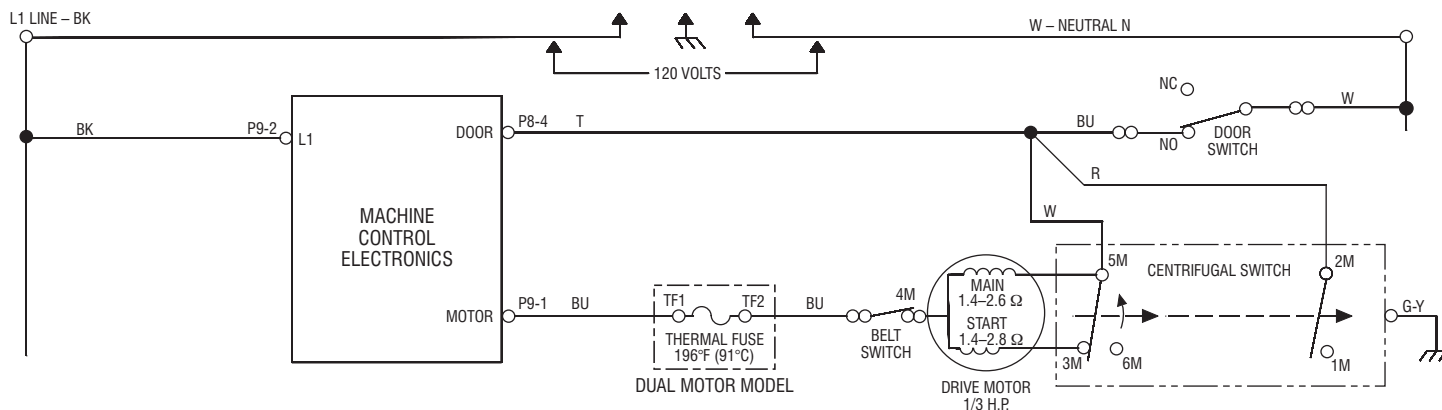 L1 LINE – BK
W – NEUTRAL N
120 VOLTS
NC
BK
P9-2
L1
DOOR
P8-4
T
BU
NO
DOOR
SWITCH
W
R
W
MACHINE
CONTROL
ELECTRONICS
MOTOR
P9-1
BU
TF1
TF2
THERMAL FUSE
196°F (91°C)
DUAL MOTOR MODEL
BU
BELT
SWITCH
4M
MAIN
1.4–2.6 Ω
START
1.4–2.8 Ω
DRIVE MOTOR
1/3 H.P.
5M
CENTRIFUGAL SWITCH
2M
3M
6M
1M
G-Y